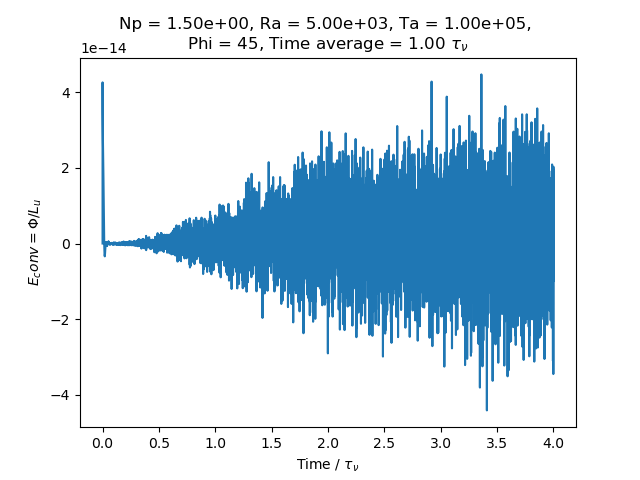 Np = 1.50e+00, Ra = 5.00e+03, Ta = 1.00e+05,
Phi = 45, Time average = 1.00 τν
1e−14
4
2
0
−2
−4
E_conv = Φ/L_u
0.0 0.5 1.0 1.5 2.0 2.5 3.0 3.5 4.0
Time / τν